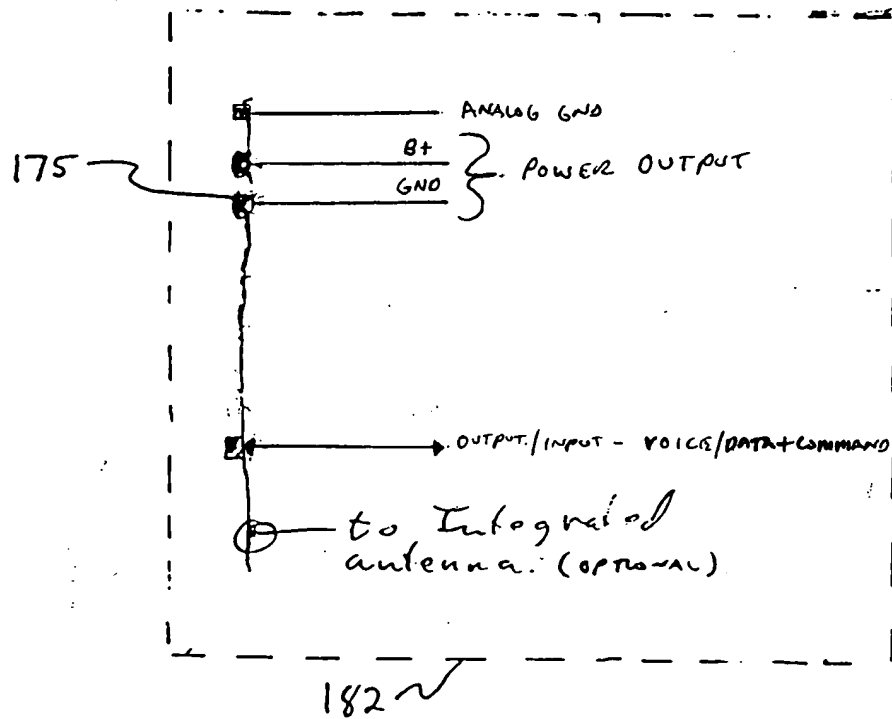 ANALOG GND
B+
175
POWER OUTPUT
GND
OUTPUT/INPUT - VOICE/DATA+COMMAND
to Integrated
antenna. (OPTIONAL)
182